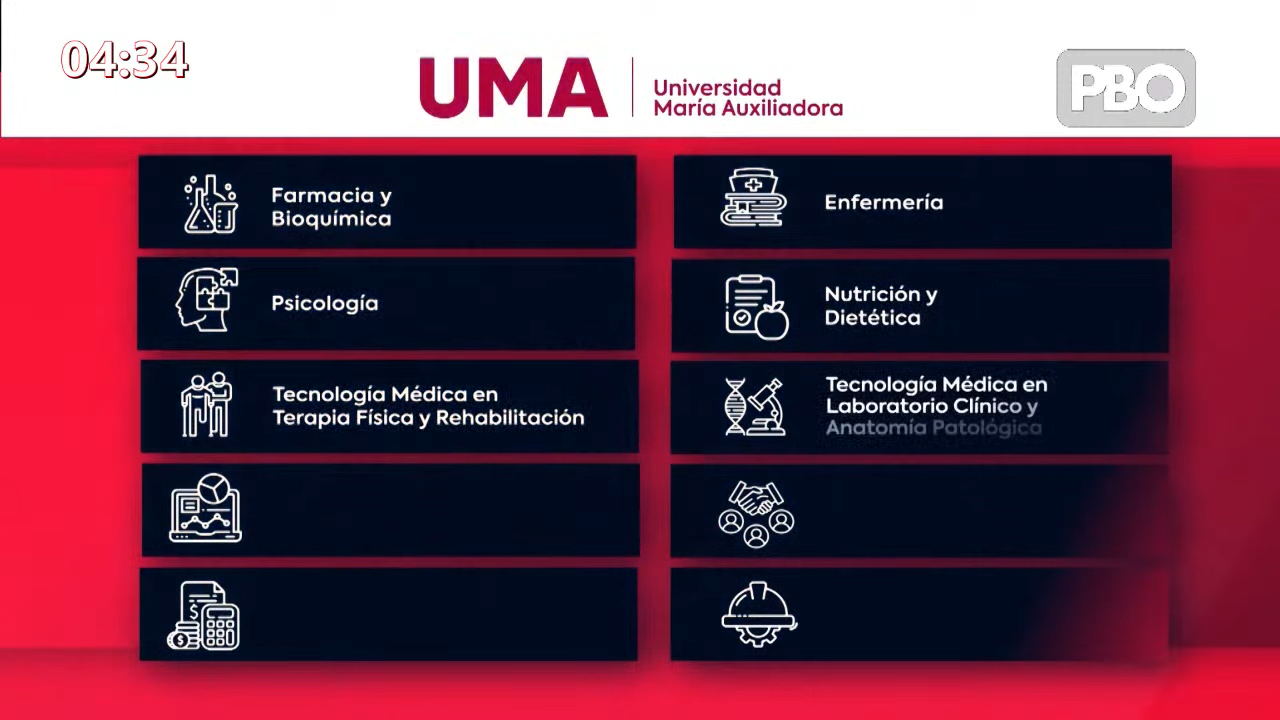 04:34
UMA
Universidad
María Auxiliadora
PBO
Farmacia y
Bioquímica
Enfermería
Psicología
Nutrición y
Dietética
Tecnología Médica en
Terapia Física y Rehabilitación
Tecnología Médica en
Laboratorio Clínico y
Anatomía Patológica